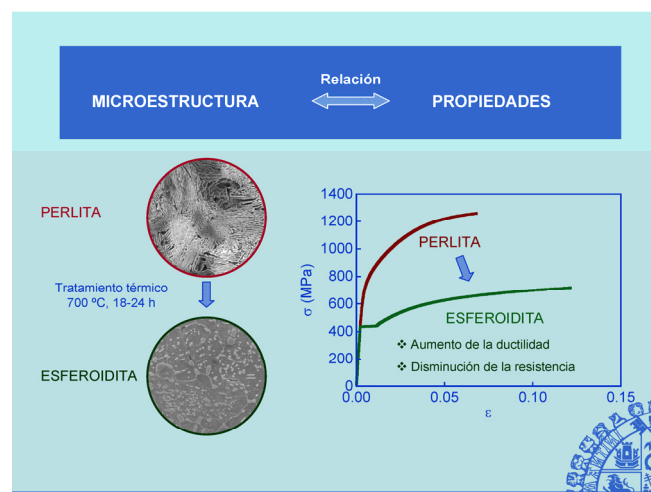 Relación
MICROESTRUCTURA
PROPIEDADES
PERLITA
Tratamiento térmico
700 ºC, 18-24 h
ESFEROIDITA
σ (MPa)
1400
1200
1000
800
600
400
200
0
PERLITA
ESFEROIDITA
❖ Aumento de la ductilidad
❖ Disminución de la resistencia
0.00
0.05
0.10
0.15
ε